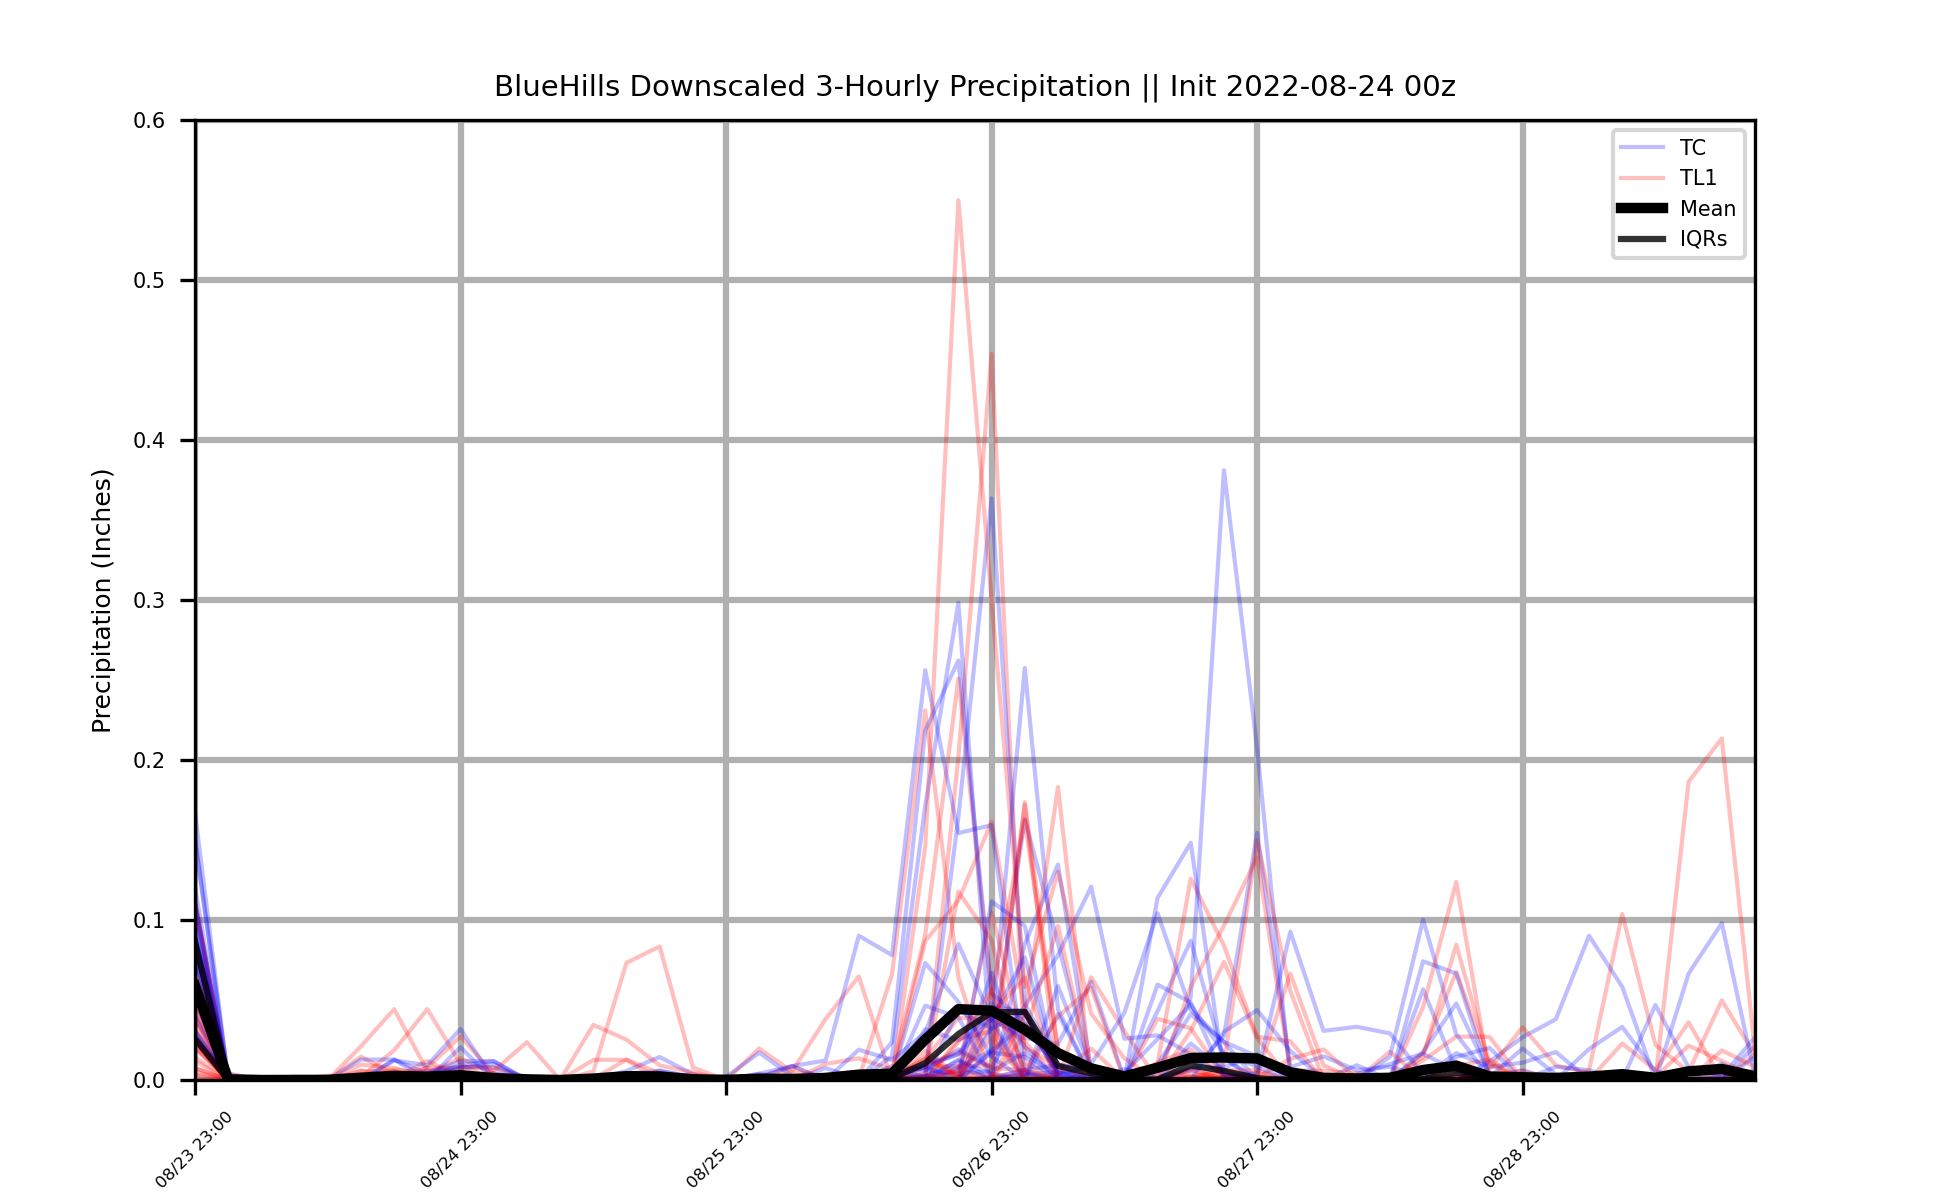 BlueHills Downscaled 3-Hourly Precipitation || Init 2022-08-24 00z
TC
TL1
Mean
IQRs
Precipitation (Inches)
0.6
0.5
0.4
0.3
0.2
0.1
0.0
08/23 23:00
08/24 23:00
08/25 23:00
08/26 23:00
08/27 23:00
08/28 23:00